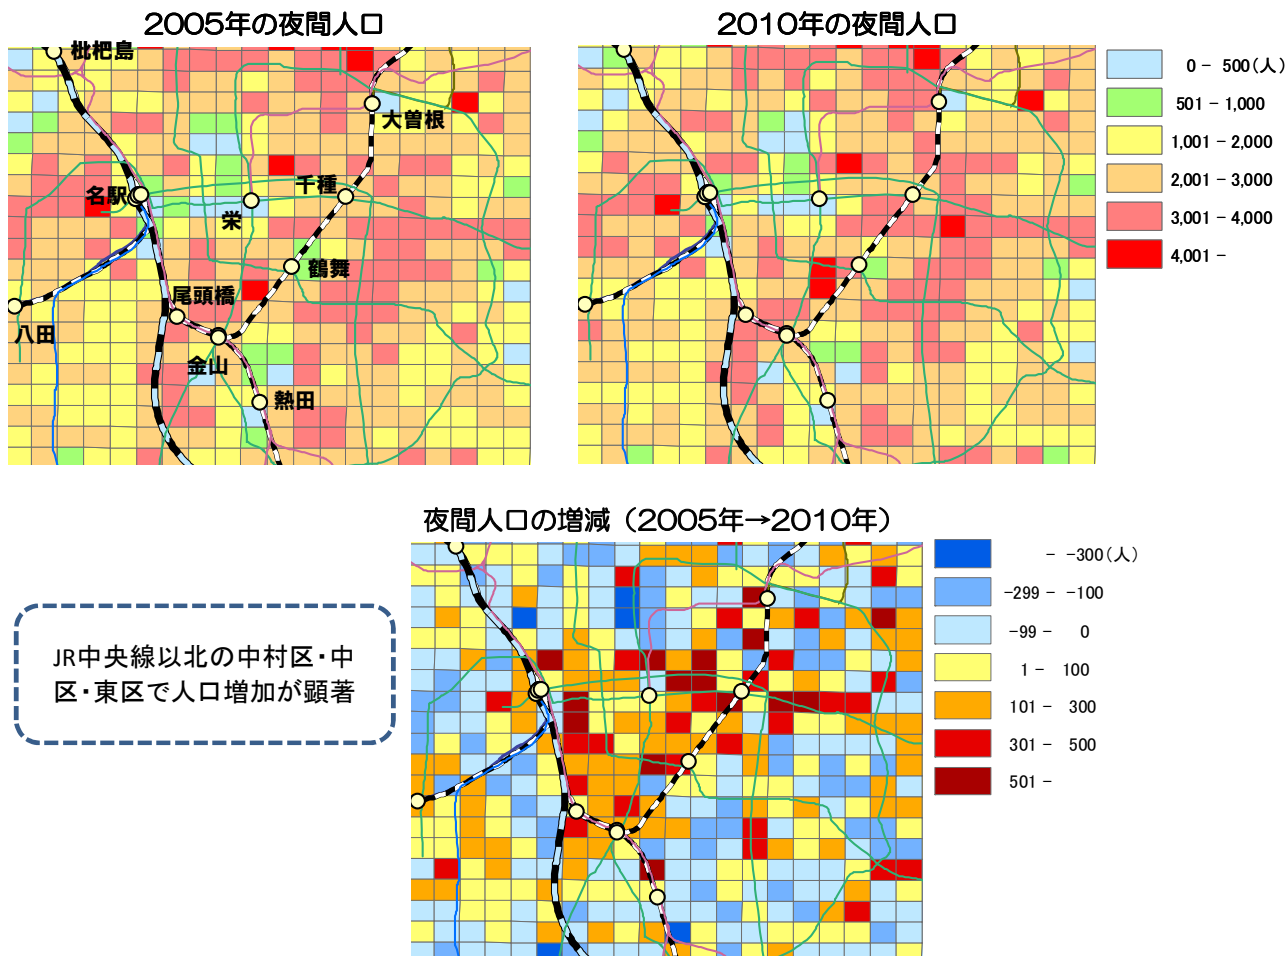 2005年の夜間人口
2010年の夜間人口
枇杷島
大曽根
千種
名駅
栄
鶴舞
尾頭橋
八田
金山
熱田
0 - 500(人)
501 - 1,000
1,001 - 2,000
2,001 - 3,000
3,001 - 4,000
4,001 -
夜間人口の増減（2005年→2010年）
- -300(人)
-299 - -100
-99 - 0
1 - 100
101 - 300
301 - 500
501 -
JR中央線以北の中村区・中
区・東区で人口増加が顕著